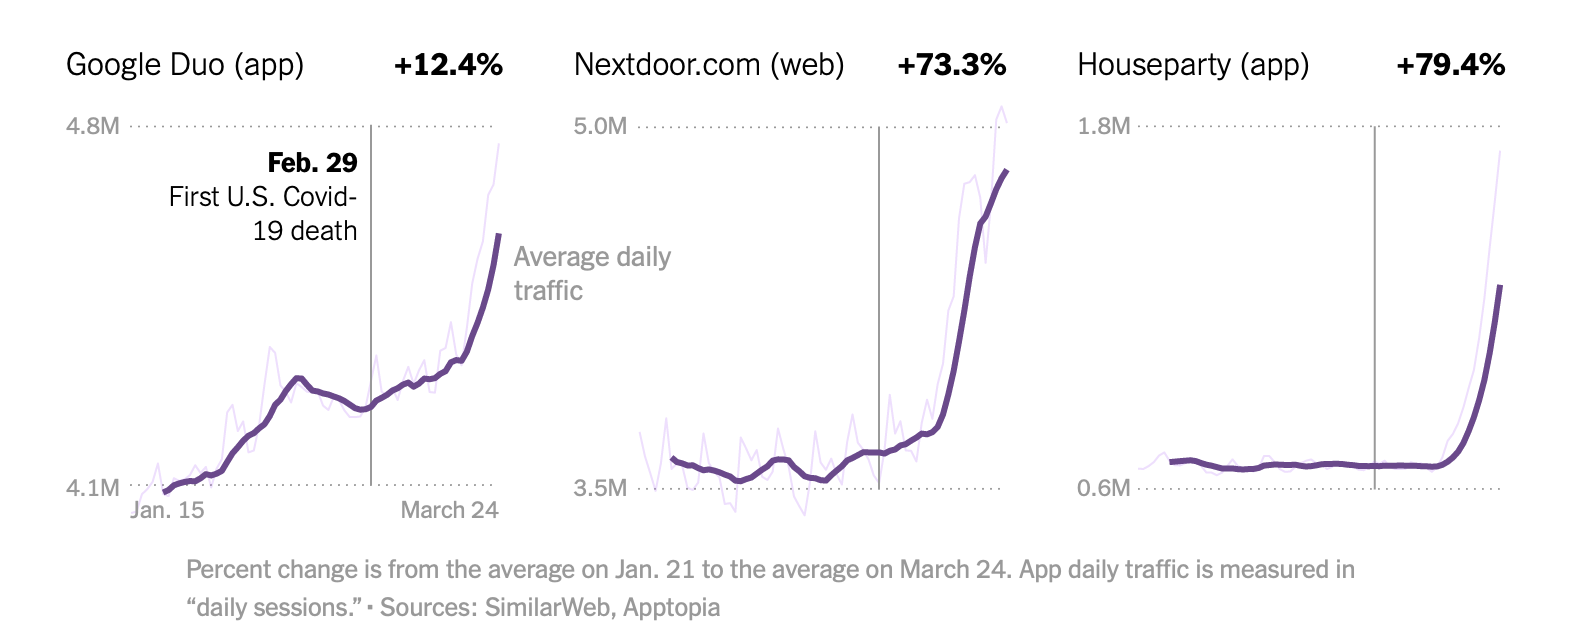 Google Duo (app) +12.4%
Nextdoor.com (web) +73.3%
Houseparty (app) +79.4%
4.8M
Feb. 29
First U.S. Covid-
19 death
Average daily
traffic
4.1M
Jan. 15
March 24
5.0M
3.5M
1.8M
0.6M
Percent change is from the average on Jan. 21 to the average on March 24. App daily traffic is measured in
“daily sessions.” · Sources: SimilarWeb, Apptopia